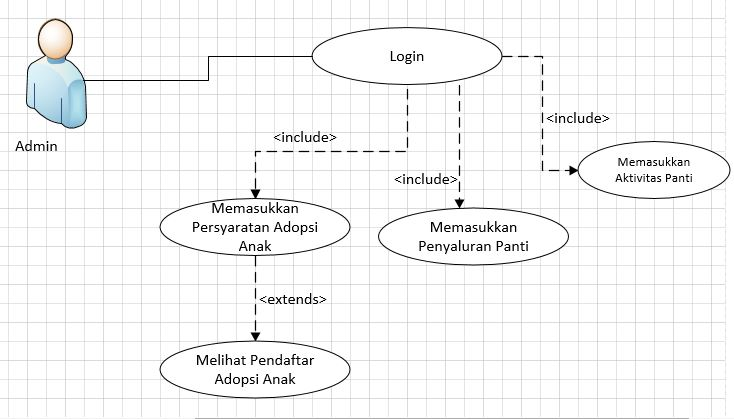 Login
<include>
<include>
Admin
Memasukkan
Aktivitas Panti
<include>
Memasukkan
Persyaratan Adopsi
Anak
Memasukkan
Penyaluran Panti
<extends>
Melihat Pendaftar
Adopsi Anak